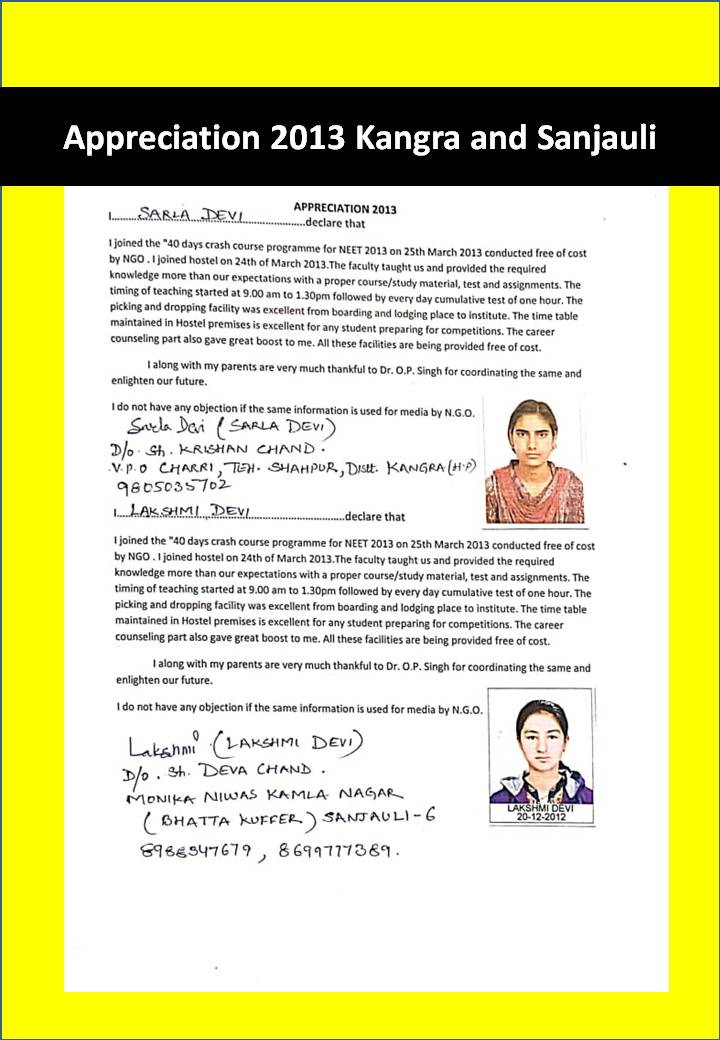 Appreciation 2013 Kangra and Sanjauli
APPRECIATION 2013
I........SARLA DEVI........................declare that
I joined the "40 days crash course programme for NEET 2013 on 25th March 2013 conducted free of cost
by NGO . I joined hostel on 24th of March 2013.The faculty taught us and provided the required
knowledge more than our expectations with a proper course/study material, test and assignments. The
timing of teaching started at 9.00 am to 1.30pm followed by every day cumulative test of one hour. The
picking and dropping facility was excellent from boarding and lodging place to institute. The time table
maintained in Hostel premises is excellent for any student preparing for competitions. The career
counseling part also gave great boost to me. All these facilities are being provided free of cost.
I along with my parents are very much thankful to Dr. O.P. Singh for coordinating the same and
enlighten our future.
I do not have any objection if the same information is used for media by N.G.O.
Sarla Devi (SARLA DEVI)
D/o. Sh. KRISHAN CHAND.
V.P.O CHARRI, TEH. SHAHPUR, Distt. KANGRA (H.P)
9805035702
I....LAKSHMI DEVI..............................declare that
I joined the "40 days crash course programme for NEET 2013 on 25th March 2013 conducted free of cost
by NGO . I joined hostel on 24th of March 2013.The faculty taught us and provided the required
knowledge more than our expectations with a proper course/study material, test and assignments. The
timing of teaching started at 9.00 am to 1.30pm followed by every day cumulative test of one hour. The
picking and dropping facility was excellent from boarding and lodging place to institute. The time table
maintained in Hostel premises is excellent for any student preparing for competitions. The career
counseling part also gave great boost to me. All these facilities are being provided free of cost.
I along with my parents are very much thankful to Dr. O.P. Singh for coordinating the same and
enlighten our future.
I do not have any objection if the same information is used for media by N.G.O.
Lakshmi (LAKSHMI DEVI)
D/o. Sh. DEVA CHAND.
MONIKA NIWAS KAMLA NAGAR
(BHATTA KUFFER) SANJAULI-6
8988547679, 8699777389.
LAKSHMI DEVI
20-12-2012